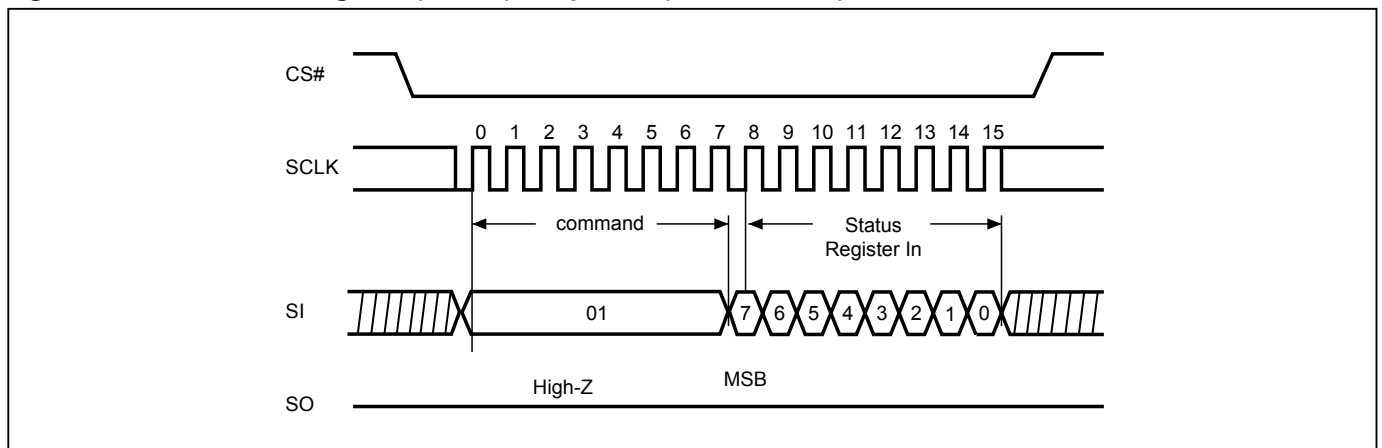 CS#
0 1 2 3 4 5 6 7 8 9 10 11 12 13 14 15
SCLK
command
Status
Register In
SI
01
7 6 5 4 3 2 1 0
High-Z
MSB
SO